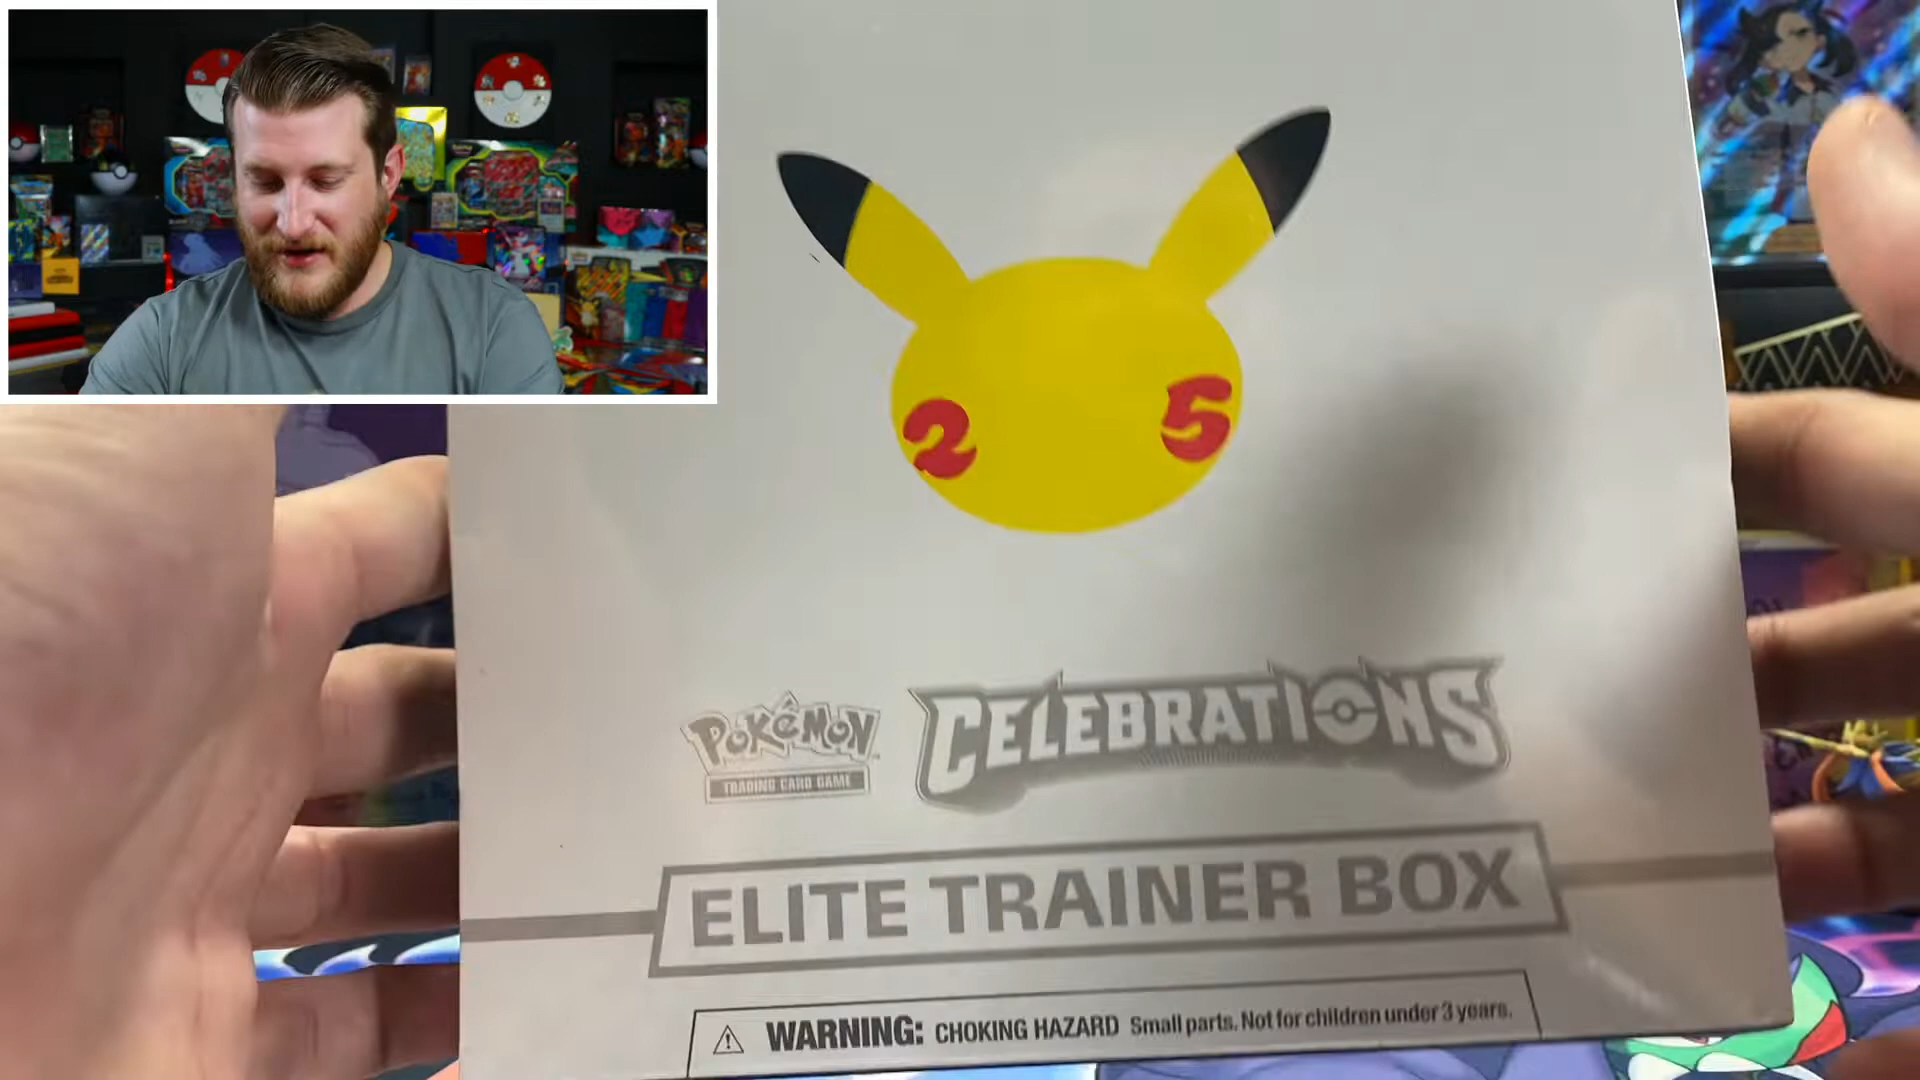 2 5
POKéMON
TRADING CARD GAME
CELEBRATIONS
ELITE TRAINER BOX
WARNING: CHOKING HAZARD Small parts. Not for children under 3 years.